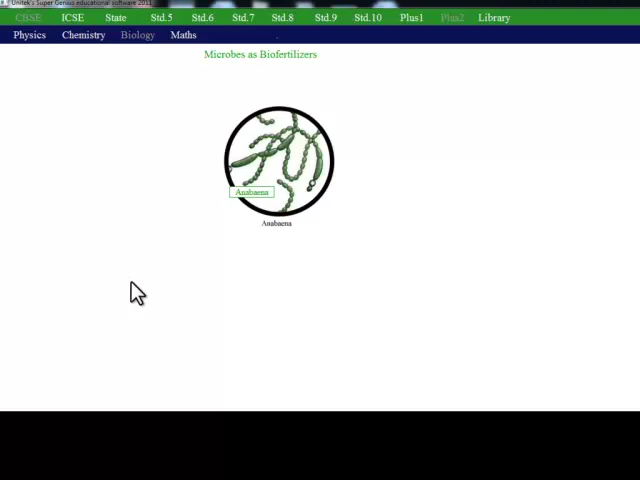 Unitek's Super Genius educational software 2011
CBSE ICSE State Std.5 Std.6 Std.7 Std.8 Std.9 Std.10 Plus1 Plus2 Library
Physics Chemistry Biology Maths
Microbes as Biofertilizers
Anabaena
Anabaena